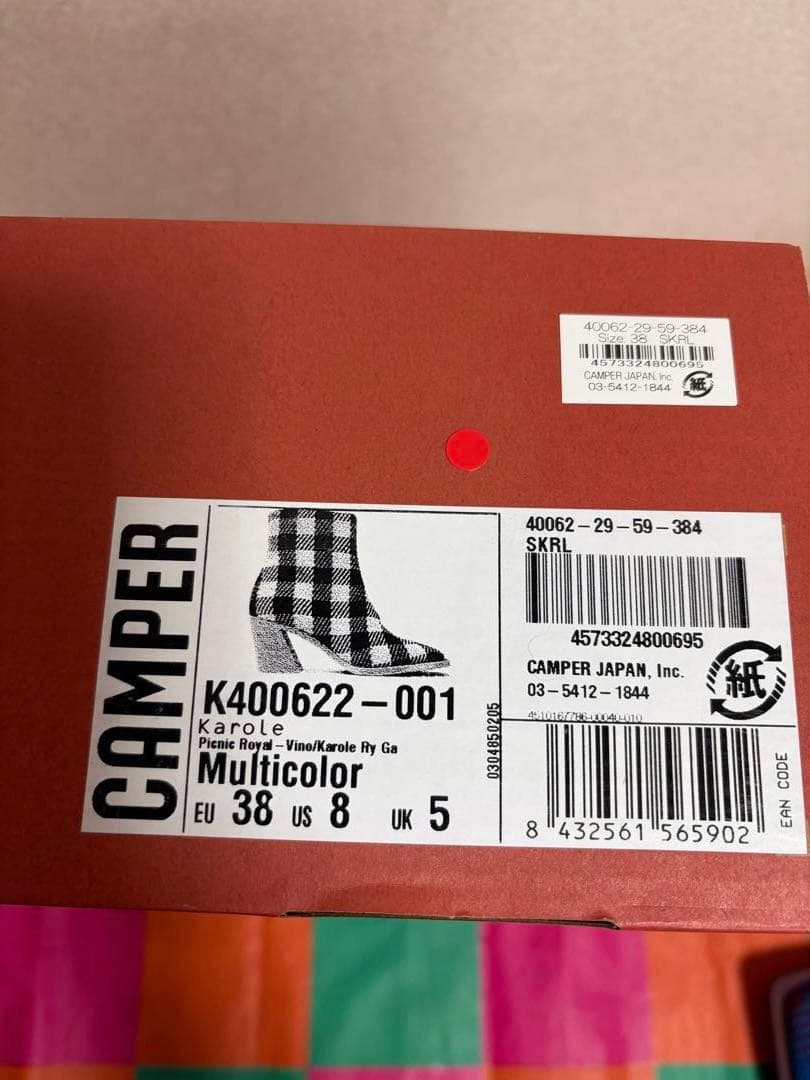 40062-29-59-384
Size. 38 SKRL
4573324800695
CAMPER JAPAN, Inc.
03-5412-1844
紙
CAMPER
K400622-001
Karole
Picnic Royal-Vino/Karole Ry Ga
Multicolor
EU 38 US 8 UK 5
0304850205
40062-29-59-384
SKRL
4573324800695
CAMPER JAPAN, Inc.
03-5412-1844
紙
8 432561 565902
EAN CODE